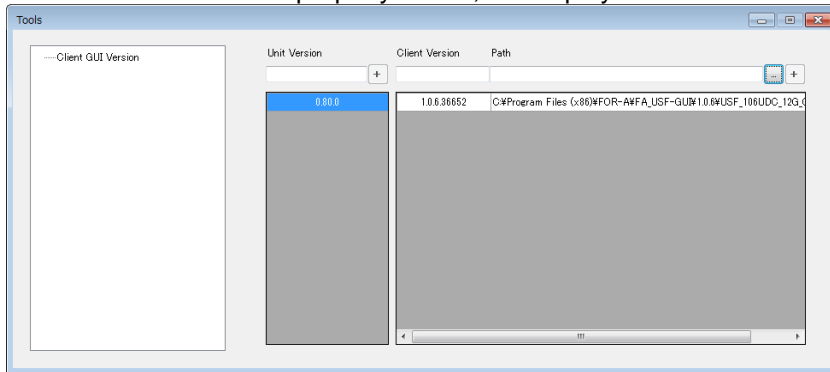 Tools
Client GUI Version
Unit Version Client Version Path
+ ... +
0.80.0 1.0.6.36652 C:¥Program Files (x86)¥FOR-A¥FA_USF-GUI¥1.0.6¥USF_106UDC_12G_